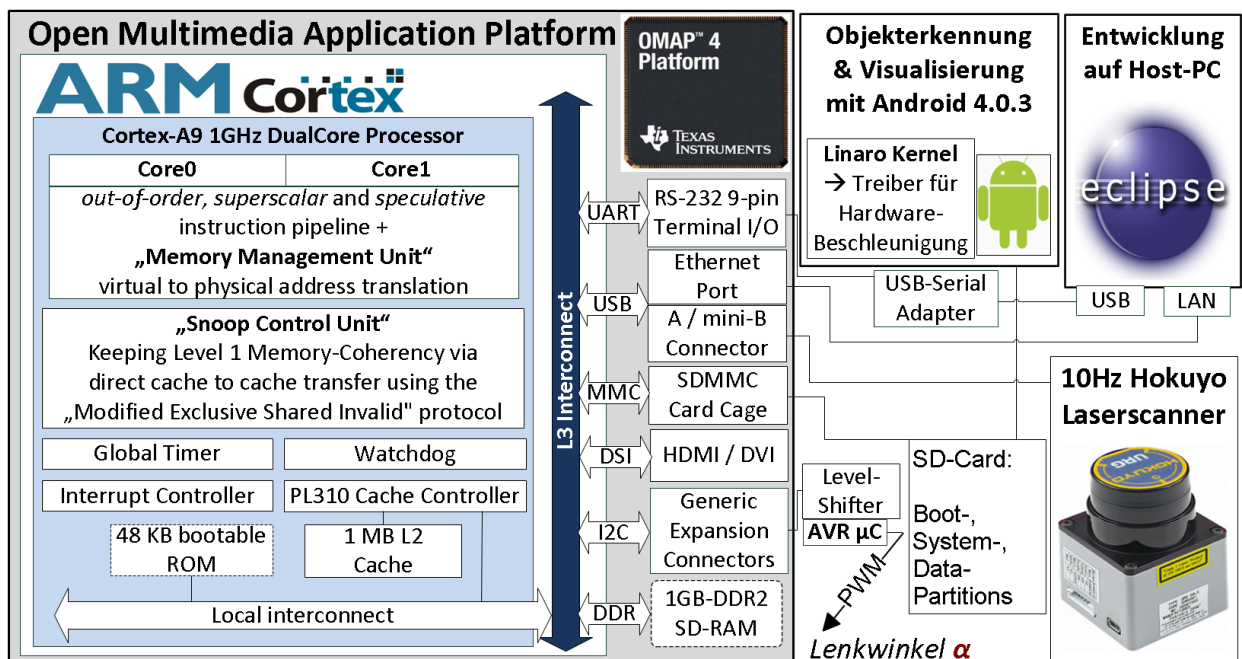 Open Multimedia Application Platform
ARM Cortex
Cortex-A9 1GHz DualCore Processor
Core0
Core1
out-of-order, superscalar and speculative
instruction pipeline +
„Memory Management Unit“
virtual to physical address translation
„Snoop Control Unit“
Keeping Level 1 Memory-Coherency via
direct cache to cache transfer using the
„Modified Exclusive Shared Invalid" protocol
Global Timer
Watchdog
Interrupt Controller
PL310 Cache Controller
48 KB bootable
ROM
1 MB L2
Cache
Local interconnect
L3 Interconnect
OMAP™ 4
Platform
TEXAS
INSTRUMENTS
UART
RS-232 9-pin
Terminal I/O
USB
Ethernet
Port
A / mini-B
Connector
MMC
SDMMC
Card Cage
DSI
HDMI / DVI
I2C
Generic
Expansion
Connectors
DDR
1GB-DDR2
SD-RAM
Objekterkennung
& Visualisierung
mit Android 4.0.3
Linaro Kernel
→ Treiber für
Hardware-
Beschleunigung
Entwicklung
auf Host-PC
eclipse
USB-Serial
Adapter
USB
LAN
Level-
Shifter
AVR µC
PWM
Lenkwinkel α
SD-Card:
Boot-,
System-,
Data-
Partitions
10Hz Hokuyo
Laserscanner
HOKUYO
URG